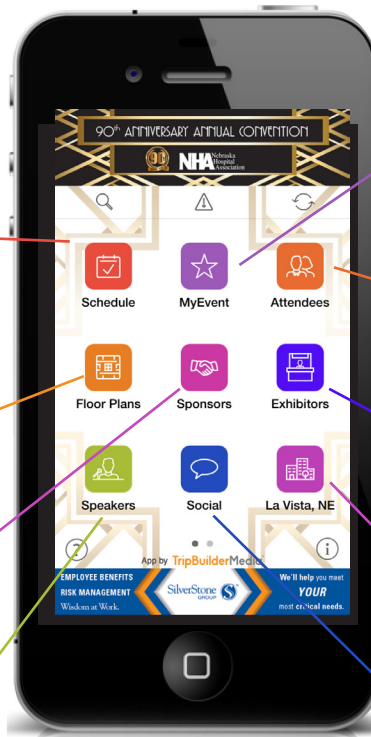 90th ANNIVERSARY ANNUAL CONVENTION
90 NHA Nebraska
Hospital
Association
Schedule MyEvent Attendees
Floor Plans Sponsors Exhibitors
Speakers Social La Vista, NE
? i
App by TripBuilderMedia
EMPLOYEE BENEFITS
RISK MANAGEMENT
Wisdom at Work.
SilverStone
GROUP
S
We'll help you meet
YOUR
most critical needs.